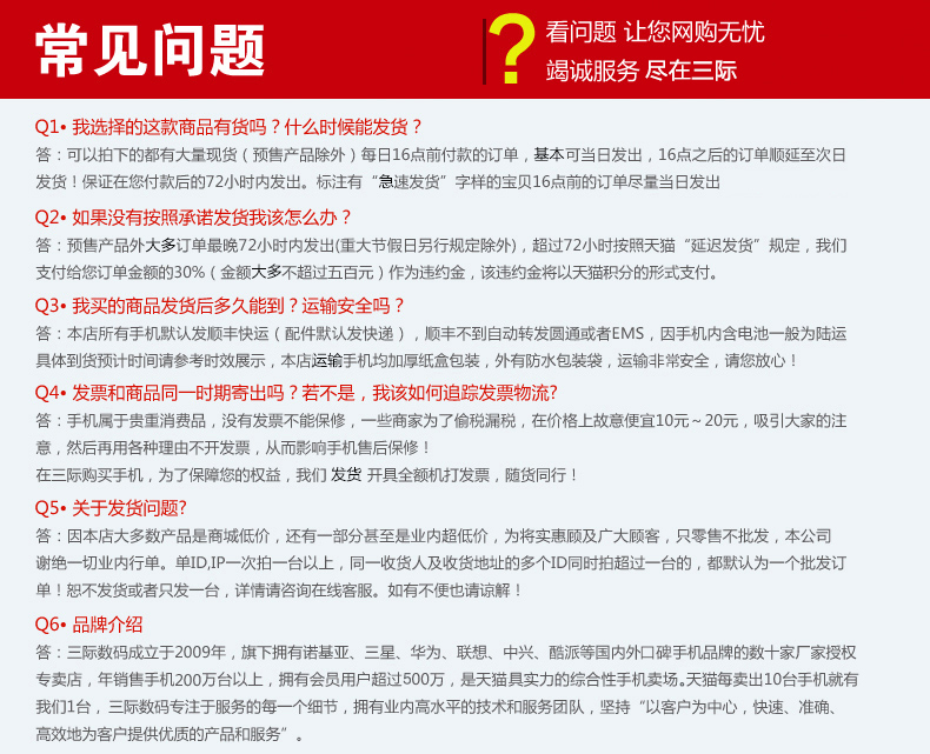 常见问题
?
看问题 让您网购无忧
竭诚服务 尽在三际
Q1• 我选择的这款商品有货吗？什么时候能发货？
答：可以拍下的都有大量现货（预售产品除外）每日16点前付款的订单，基本可当日发出，16点之后的订单顺延至次日
发货！保证在您付款后的72小时内发出。标注有“急速发货”字样的宝贝16点前的订单尽量当日发出
Q2• 如果没有按照承诺发货我该怎么办？
答：预售产品外大多订单最晚72小时内发出(重大节假日另行规定除外)，超过72小时按照天猫“延迟发货”规定，我们
支付给您订单金额的30%（金额大多不超过五百元）作为违约金，该违约金将以天猫积分的形式支付。
Q3• 我买的商品发货后多久能到？运输安全吗？
答：本店所有手机默认发顺丰快运（配件默认发快递），顺丰不到自动转发圆通或者EMS，因手机内含电池一般为陆运
具体到货预计时间请参考时效展示，本店运输手机均加厚纸盒包装，外有防水包装袋，运输非常安全，请您放心！
Q4• 发票和商品同一时期寄出吗？若不是，我该如何追踪发票物流?
答：手机属于贵重消费品，没有发票不能保修，一些商家为了偷税漏税，在价格上故意便宜10元～20元，吸引大家的注
意，然后再用各种理由不开发票，从而影响手机售后保修！
在三际购买手机，为了保障您的权益，我们 发货 开具全额机打发票，随货同行！
Q5• 关于发货问题?
答：因本店大多数产品是商城低价，还有一部分甚至是业内超低价，为将实惠顾及广大顾客，只零售不批发，本公司
谢绝一切业内行单。单ID,IP一次拍一台以上，同一收货人及收货地址的多个ID同时拍超过一台的，都默认为一个批发订
单！恕不发货或者只发一台，详情请咨询在线客服。如有不便也请谅解！
Q6• 品牌介绍
答：三际数码成立于2009年，旗下拥有诺基亚、三星、华为、联想、中兴、酷派等国内外口碑手机品牌的数十家厂家授权
专卖店，年销售手机200万台以上，拥有会员用户超过500万，是天猫具实力的综合性手机卖场。天猫每卖出10台手机就有
我们1台，三际数码专注于服务的每一个细节，拥有业内高水平的技术和服务团队，坚持“以客户为中心，快速、准确、
高效地为客户提供优质的产品和服务”。